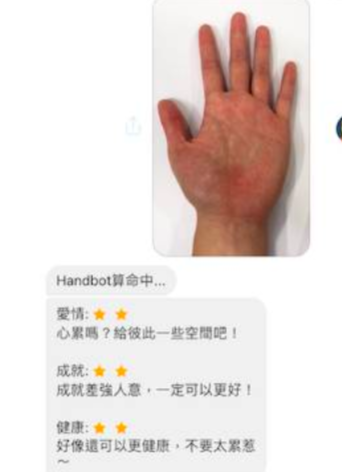 Handbot算命中...
愛情: ⭐ ⭐
心累嗎？給彼此一些空間吧！
成就: ⭐ ⭐
成就差強人意，一定可以更好！
健康: ⭐ ⭐
好像還可以更健康，不要太累惹
～